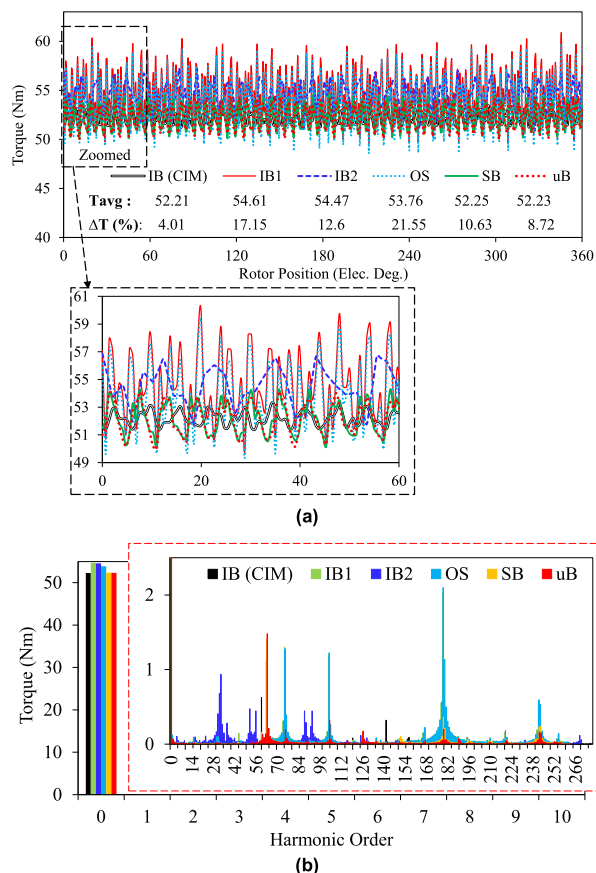 (a)
60
55
50
45
40
Torque (Nm)
Zoomed
IB (CIM) IB1 IB2 OS SB uB
Tavg : 52.21 54.61 54.47 53.76 52.25 52.23
ΔT (%): 4.01 17.15 12.6 21.55 10.63 8.72
0 60 120 180 240 300 360
Rotor Position (Elec. Deg.)
61
59
57
55
53
51
49
0 20 40 60
(a)
50
40
30
20
10
0
Torque (Nm)
IB (CIM) IB1 IB2 OS SB uB
2
1
0
0 14 28 42 56 70 84 98 112 126 140 154 168 182 196 210 224 238 252 266
0 1 2 3 4 5 6 7 8 9 10
Harmonic Order
(b)